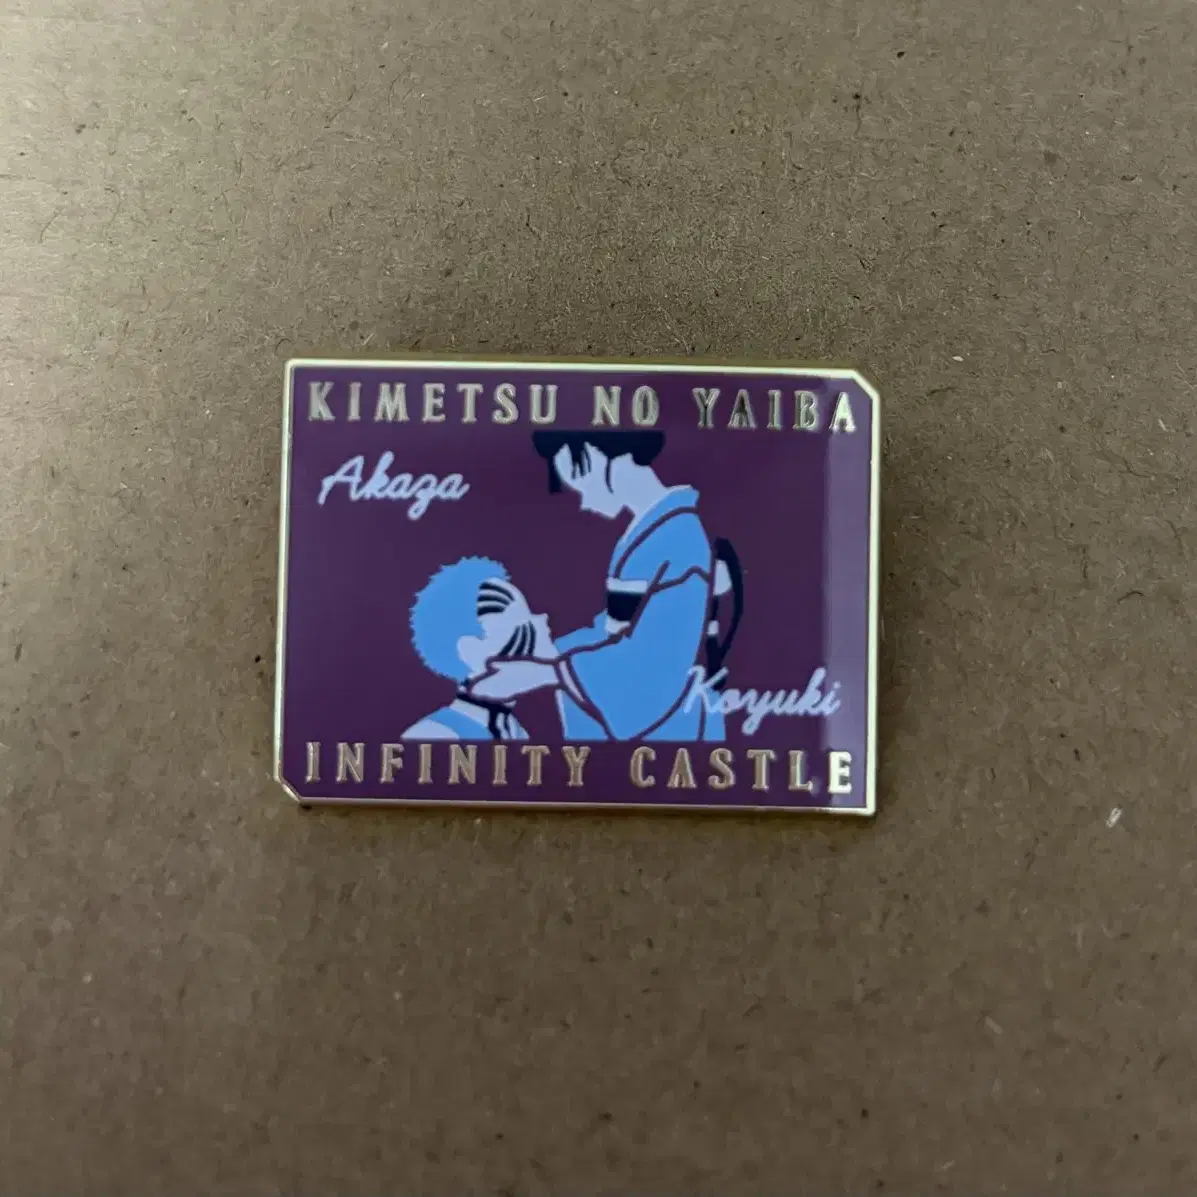 KIMETSU NO YAIBA
Akaza
Koyuki
INFINITY CASTLE